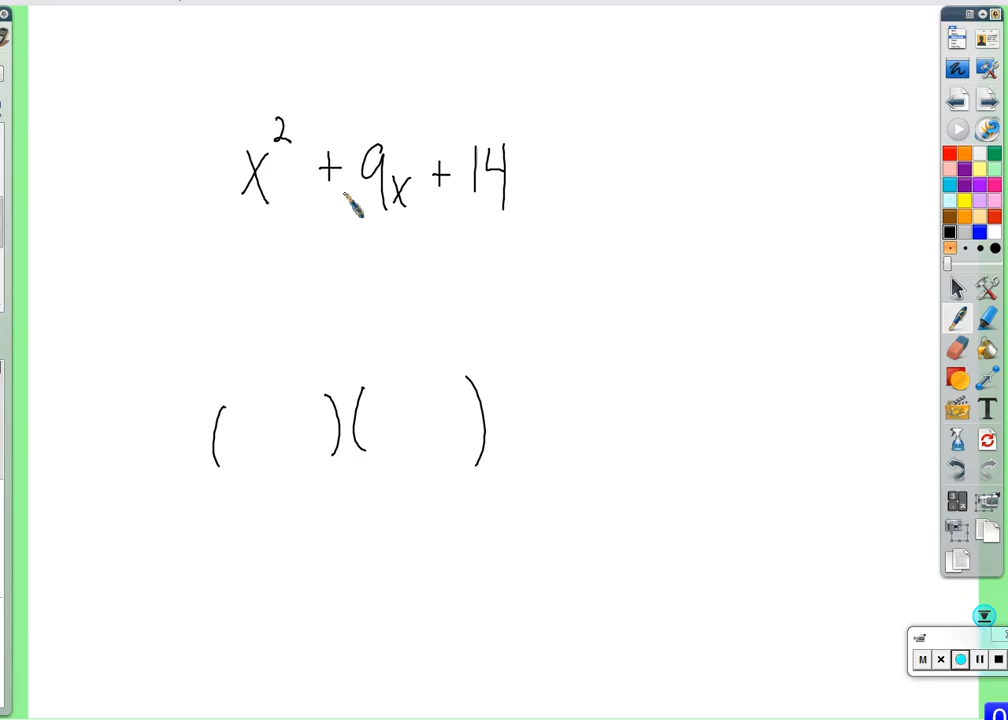 x² + 9x + 14
( )( )
T
M